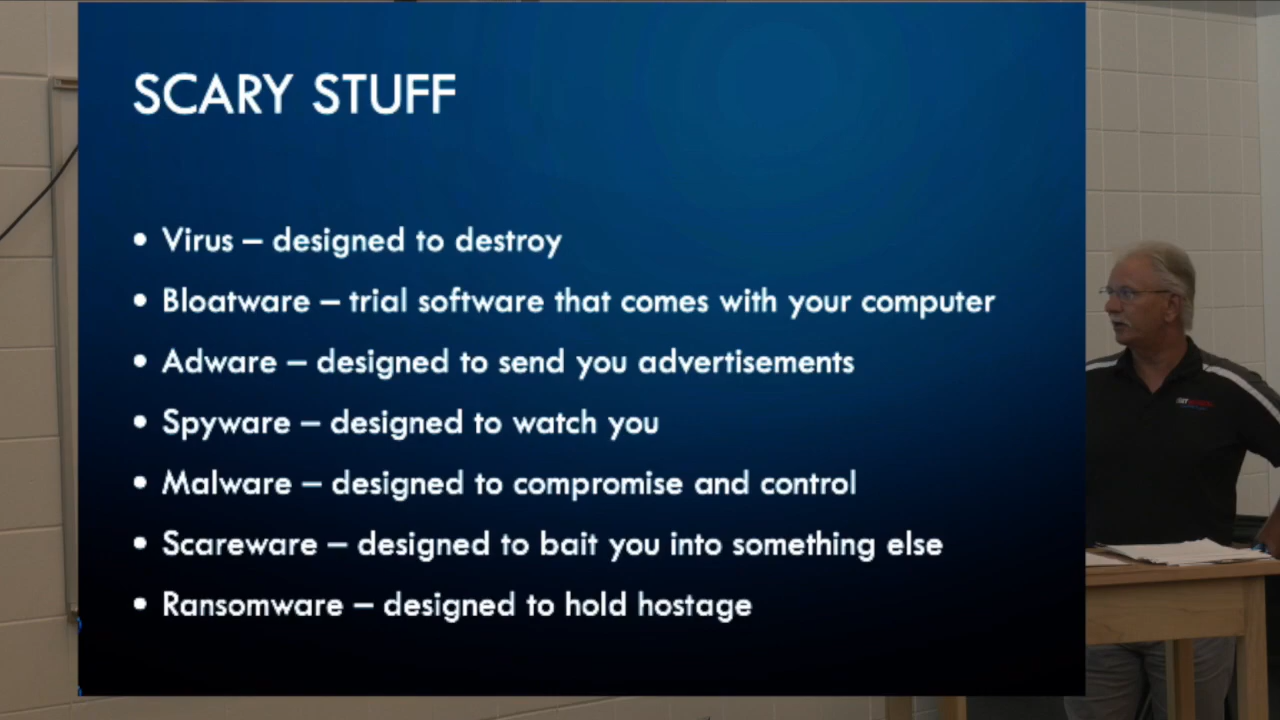 SCARY STUFF
• Virus – designed to destroy
• Bloatware – trial software that comes with your computer
• Adware – designed to send you advertisements
• Spyware – designed to watch you
• Malware – designed to compromise and control
• Scareware – designed to bait you into something else
• Ransomware – designed to hold hostage